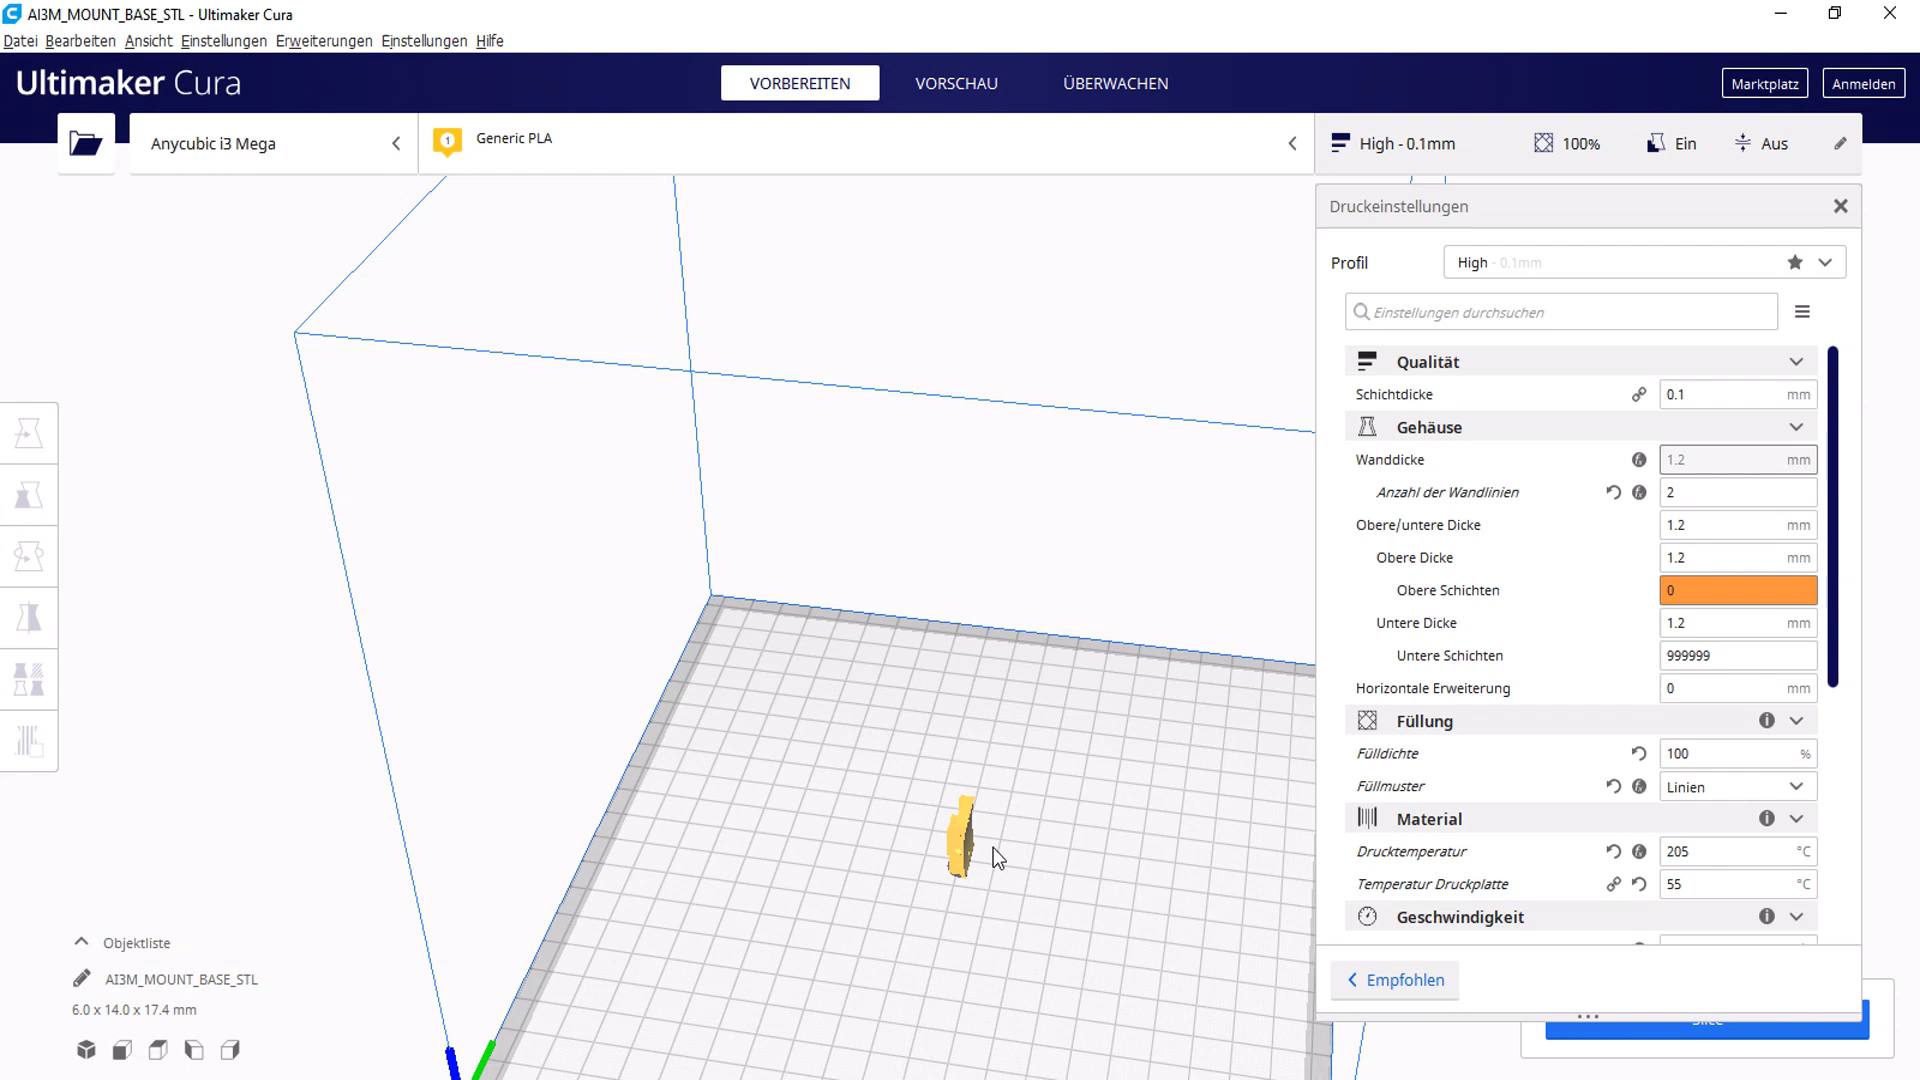 AI3M_MOUNT_BASE_STL - Ultimaker Cura
Datei Bearbeiten Ansicht Einstellungen Erweiterungen Einstellungen Hilfe
Ultimaker Cura
VORBEREITEN
VORSCHAU
ÜBERWACHEN
Marktplatz
Anmelden
Anycubic i3 Mega
1
Generic PLA
High - 0.1mm
100%
Ein
Aus
Druckeinstellungen
Profil
High - 0.1mm
Einstellungen durchsuchen
Qualität
Schichtdicke 0.1 mm
Gehäuse
Wanddicke 1.2 mm
Anzahl der Wandlinien 2
Obere/untere Dicke 1.2 mm
Obere Dicke 1.2 mm
Obere Schichten 0
Untere Dicke 1.2 mm
Untere Schichten 999999
Horizontale Erweiterung 0 mm
Füllung
Fülldichte 100 %
Füllmuster Linien
Material
Drucktemperatur 205 °C
Temperatur Druckplatte 55 °C
Geschwindigkeit
Empfohlen
Objektliste
AI3M_MOUNT_BASE_STL
6.0 x 14.0 x 17.4 mm